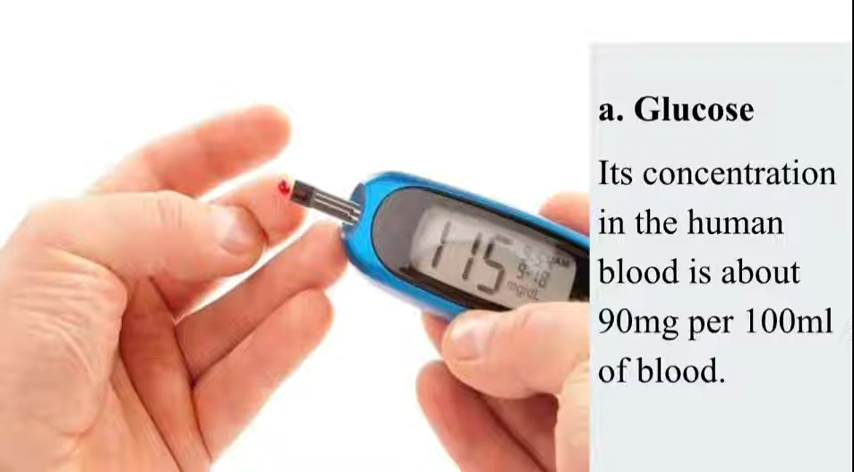 115
mg/dL
a. Glucose
Its concentration
in the human
blood is about
90mg per 100ml
of blood.